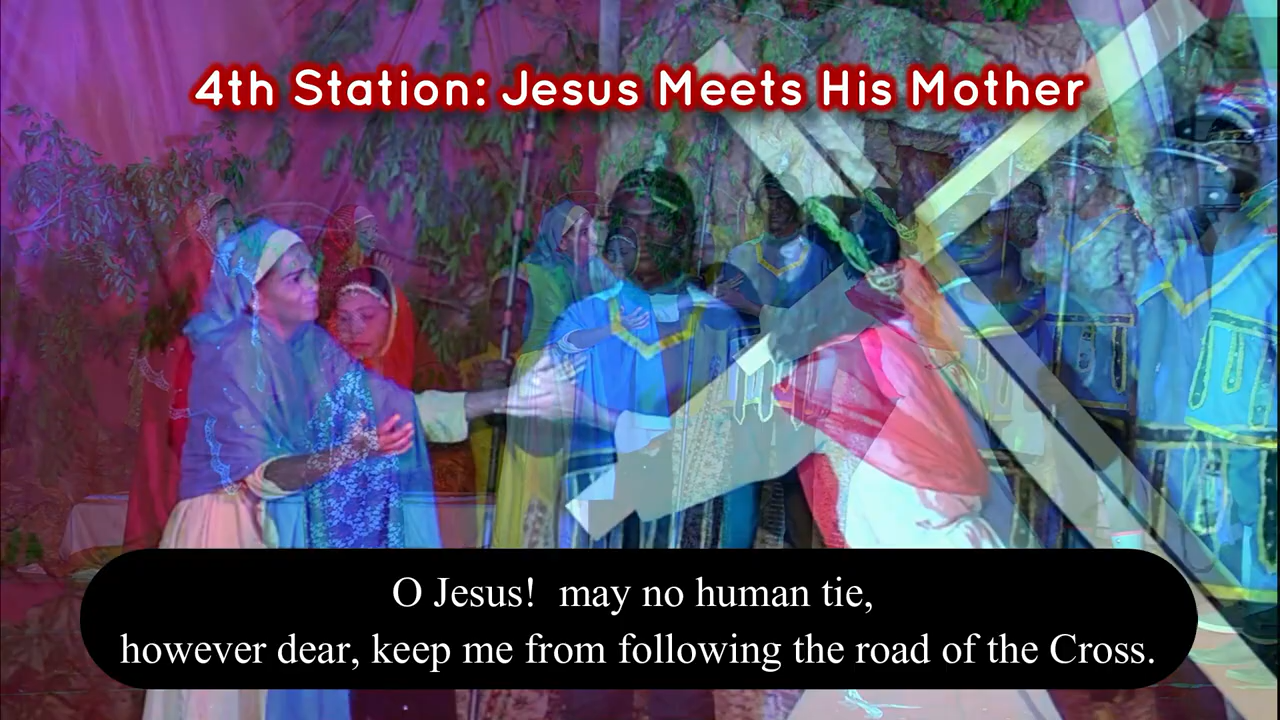 4th Station: Jesus Meets His Mother
O Jesus!  may no human tie,
however dear, keep me from following the road of the Cross.